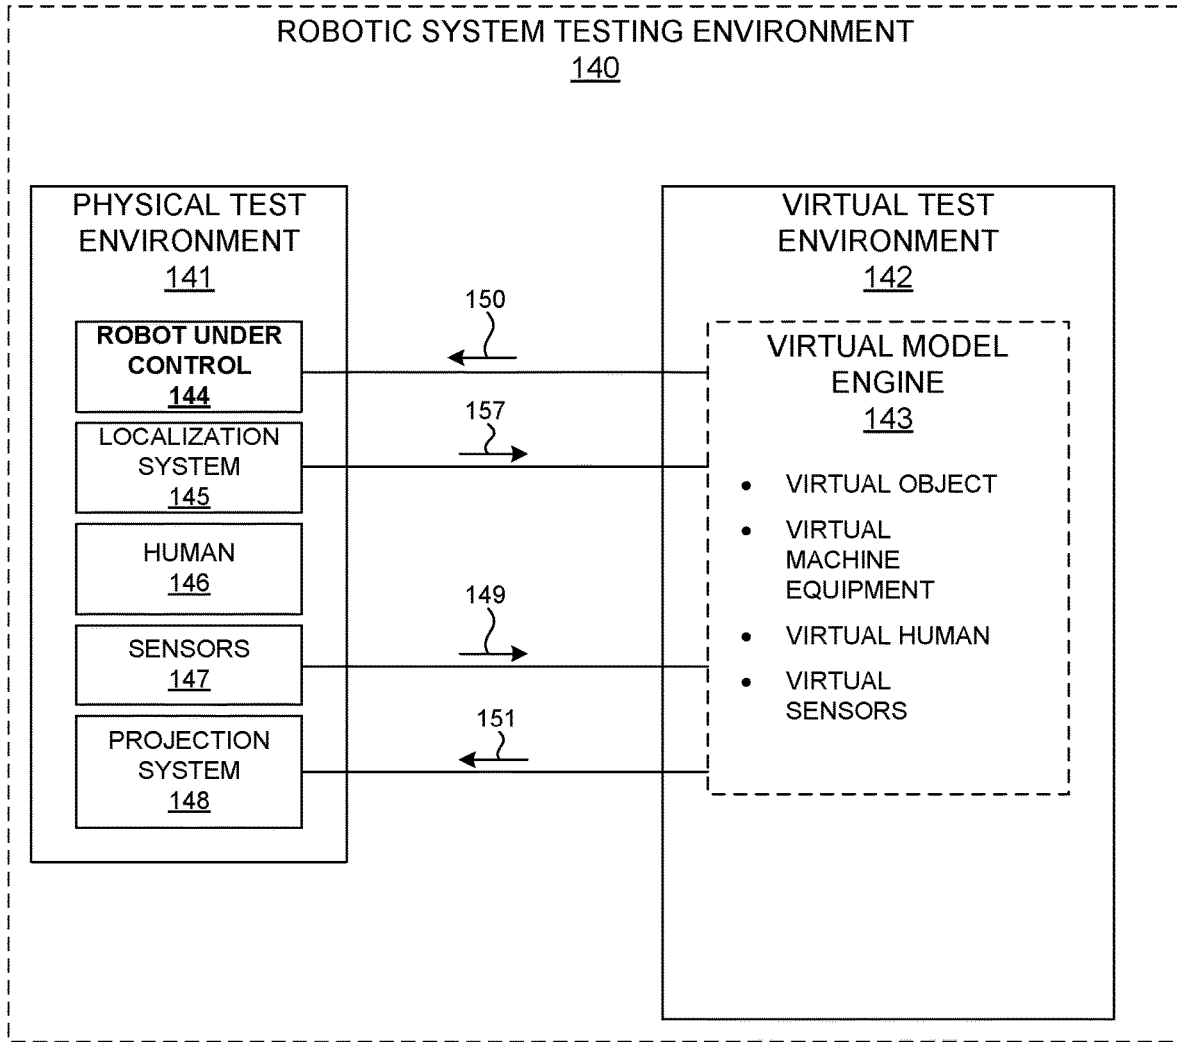 ROBOTIC SYSTEM TESTING ENVIRONMENT
140
PHYSICAL TEST
ENVIRONMENT
141
ROBOT UNDER
CONTROL
144
LOCALIZATION
SYSTEM
145
HUMAN
146
SENSORS
147
PROJECTION
SYSTEM
148
150
157
149
151
VIRTUAL TEST
ENVIRONMENT
142
VIRTUAL MODEL
ENGINE
143
• VIRTUAL OBJECT
• VIRTUAL
MACHINE
EQUIPMENT
• VIRTUAL HUMAN
• VIRTUAL
SENSORS